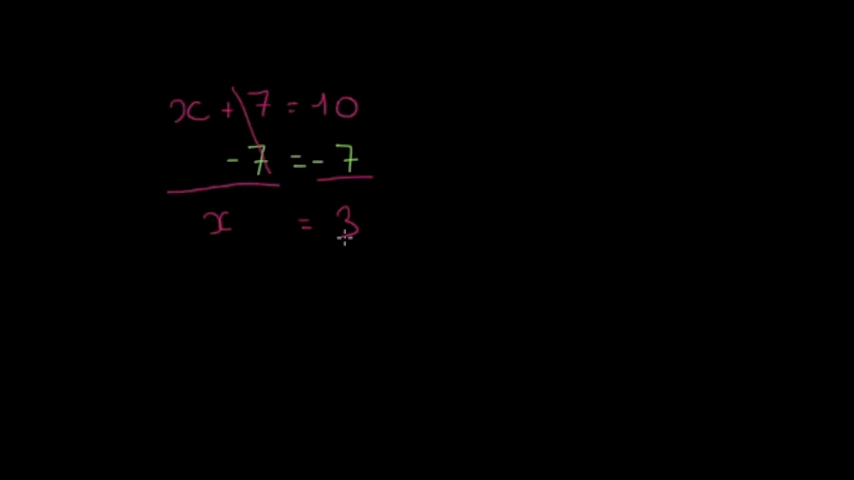 x + 7 = 10
- 7 = - 7
x = 3